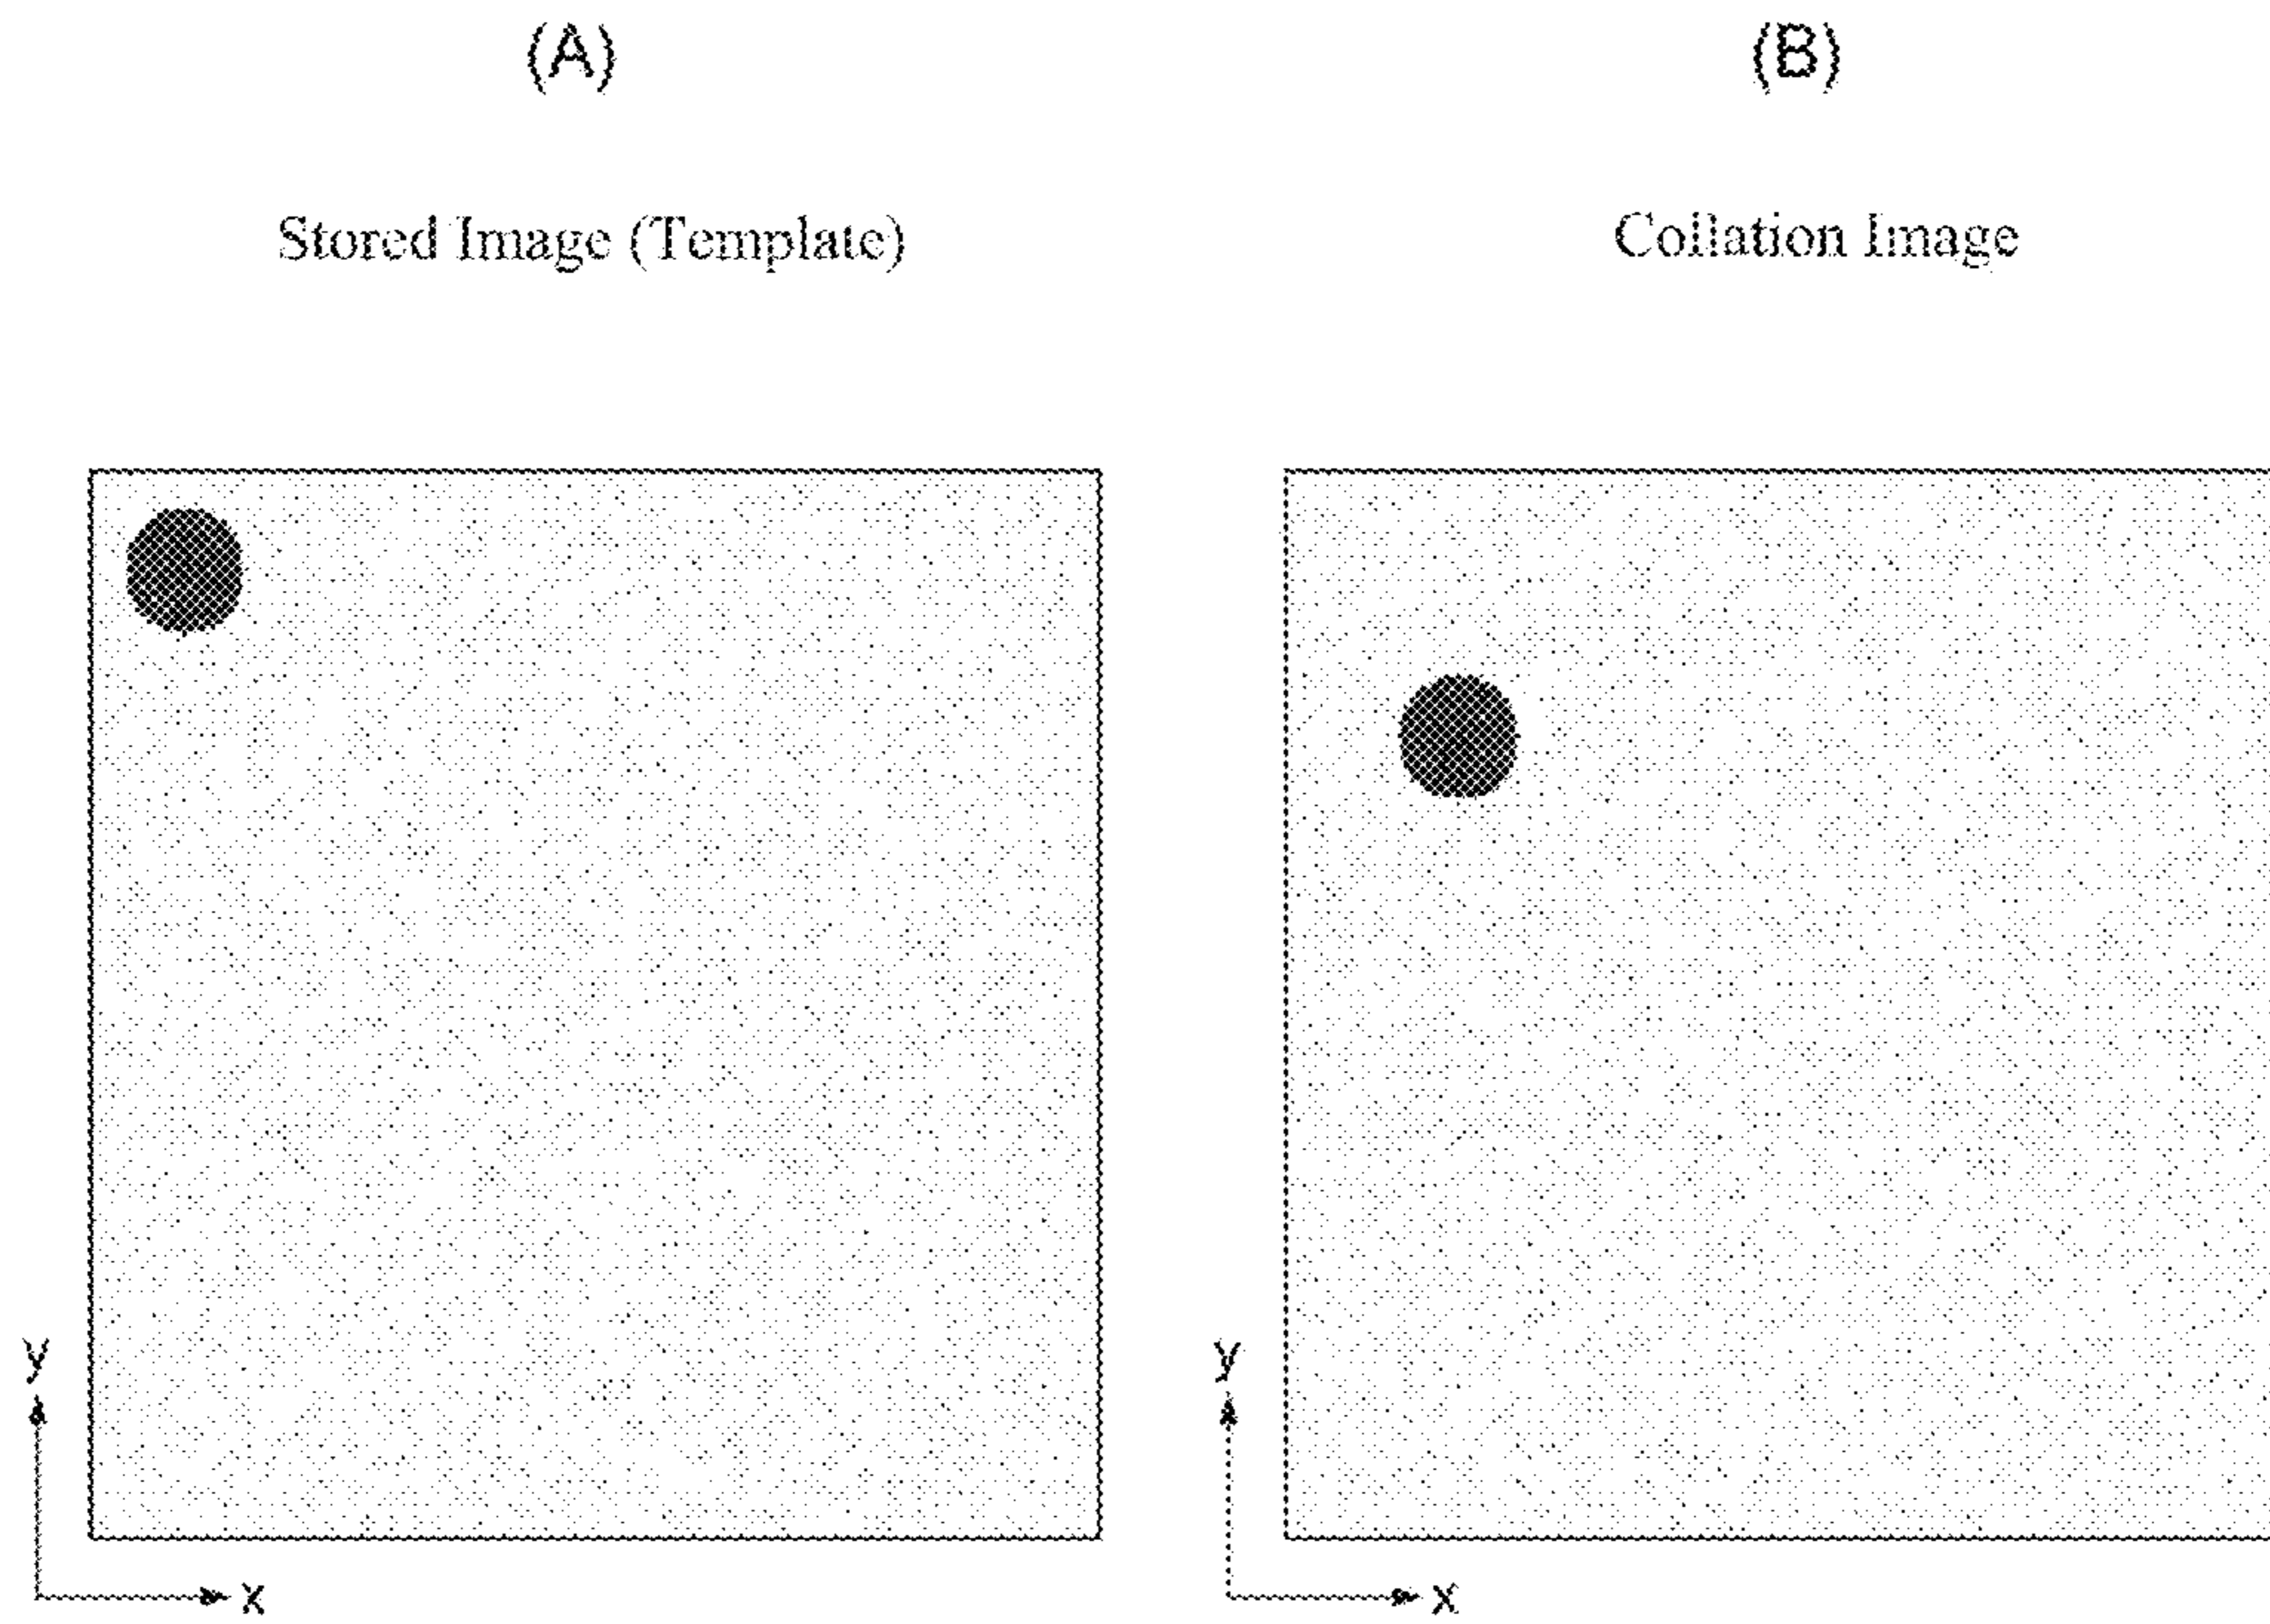 (A)
Stored Image (Template)
y
x
(B)
Collation Image
y
x